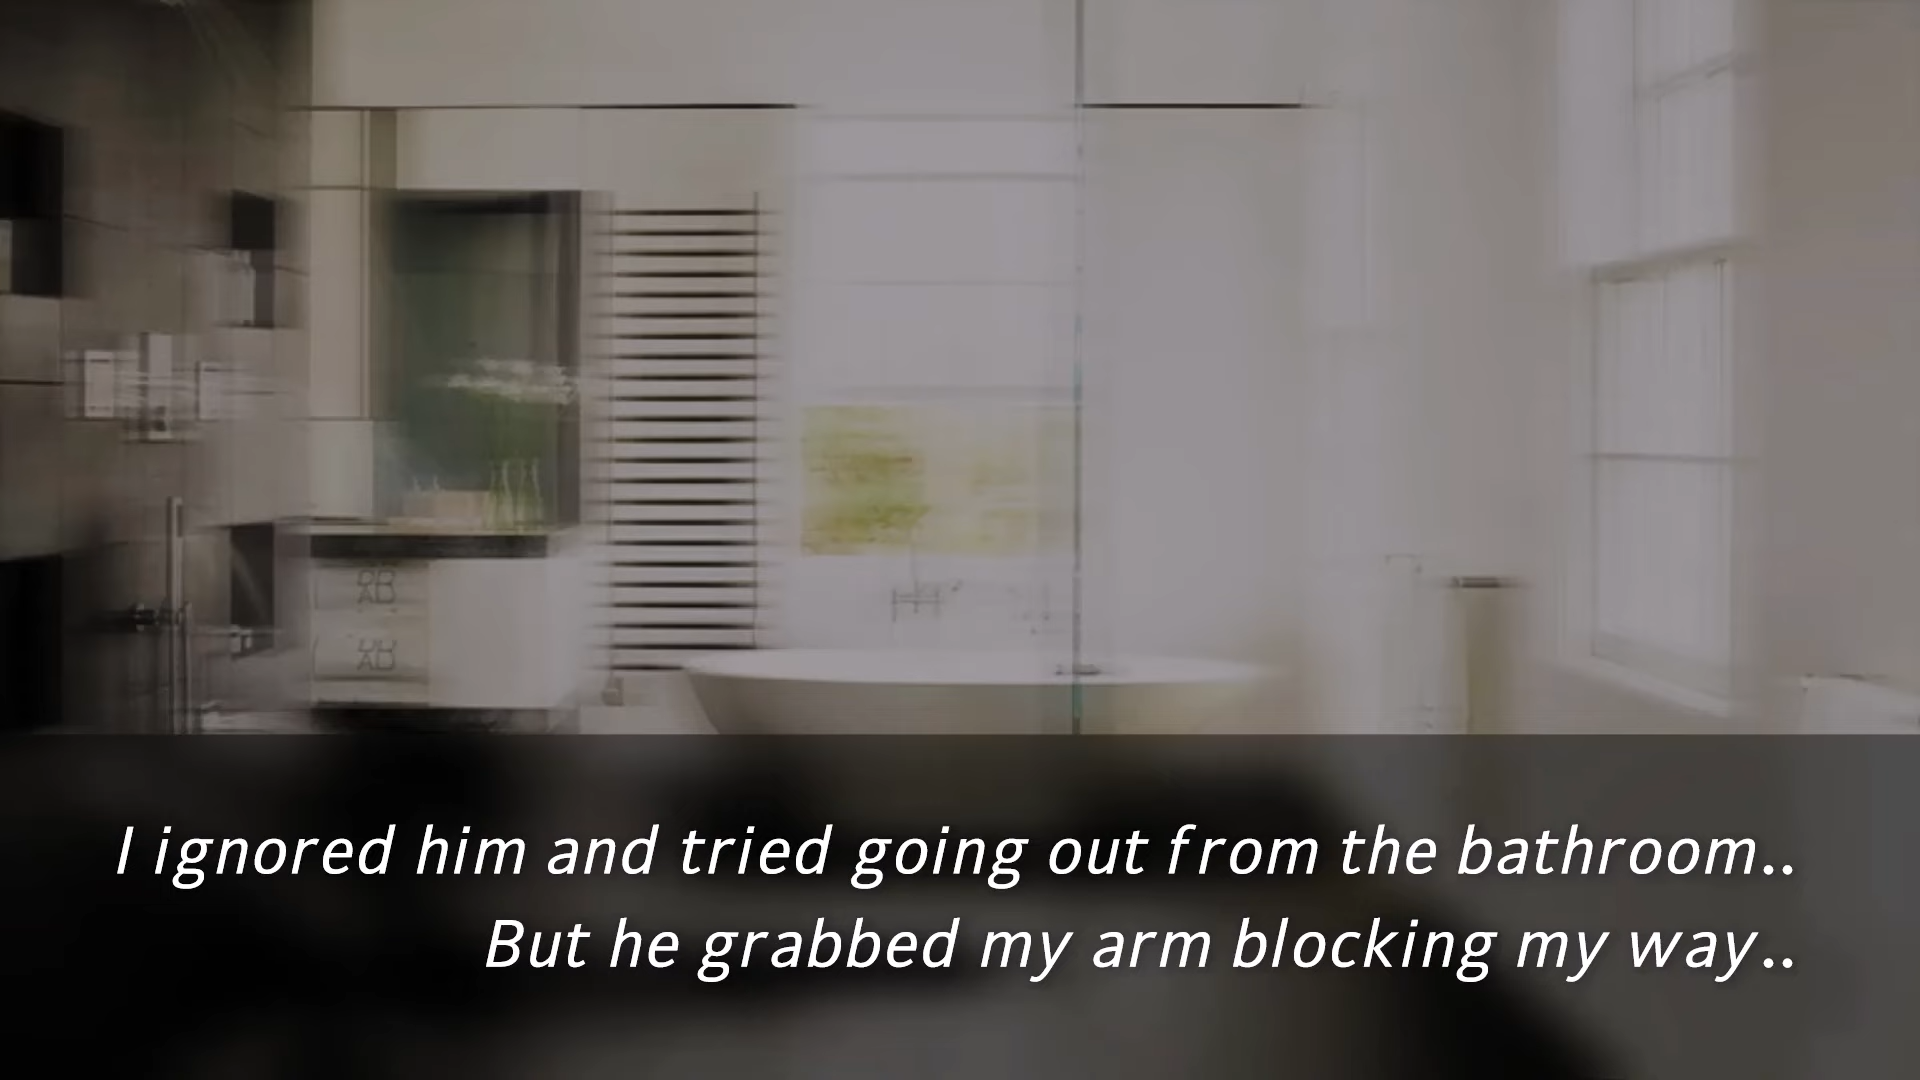 I ignored him and tried going out from the bathroom..
But he grabbed my arm blocking my way..